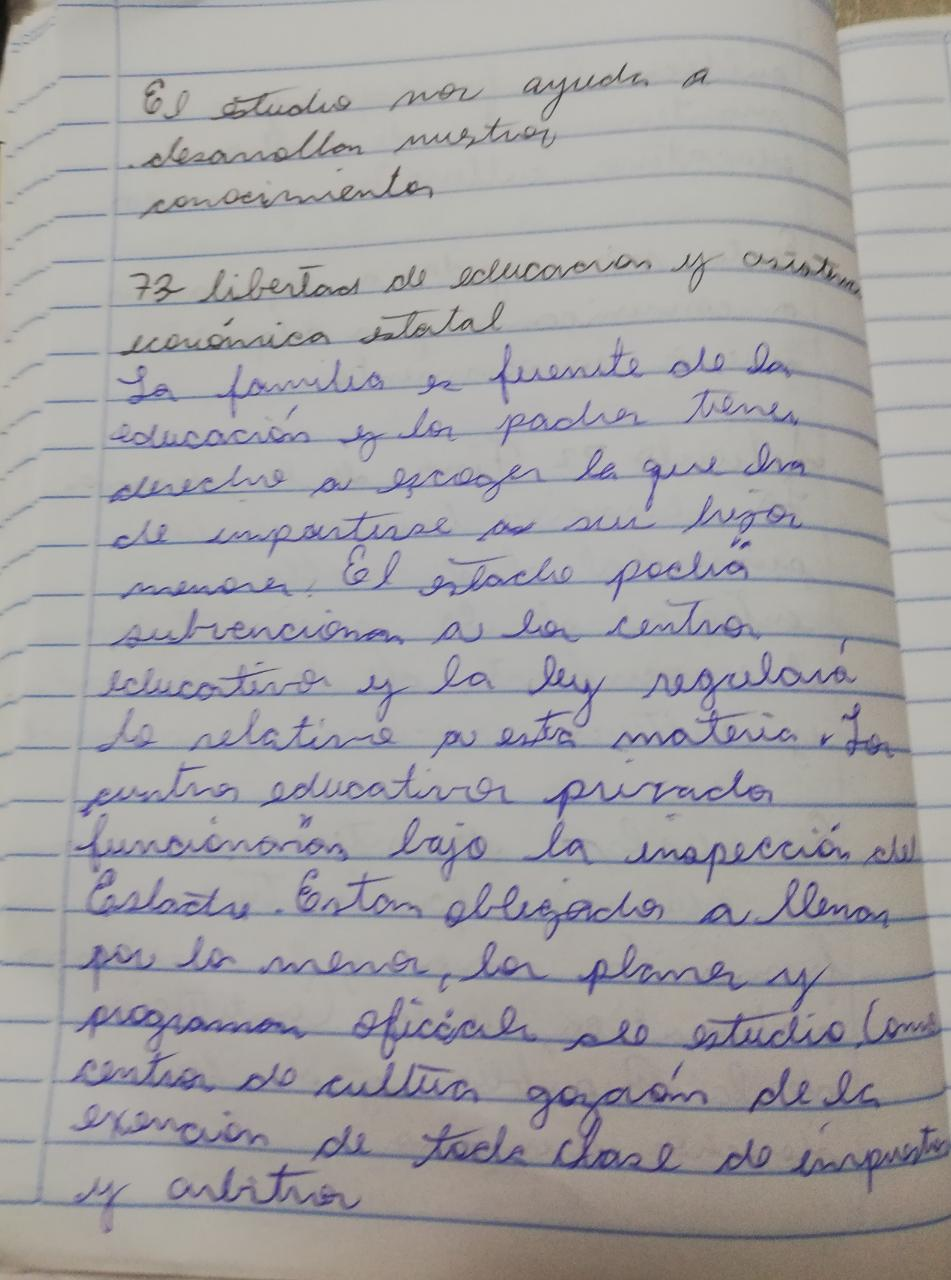 El estudio nos ayuda a
desarrollar nuestros
conocimientos
73 libertad de educacion y asistencia
económica estatal
La familia es fuente de la
educación y los padres tienen
derecho a escoger la que ha
de impartirse a sus hijos
menores. El estado podrá
subvencionar a los centros
educativos y la ley regulará
lo relativo a esta materia. Los
centros educativos privados
funcionarán bajo la inspección del
Estado. Estan obligados a llenar
por lo menos, los planes y
programas oficiales de estudio. Como
centros de cultura gozarán de la
exención de toda clase de impuestos
y arbitrios